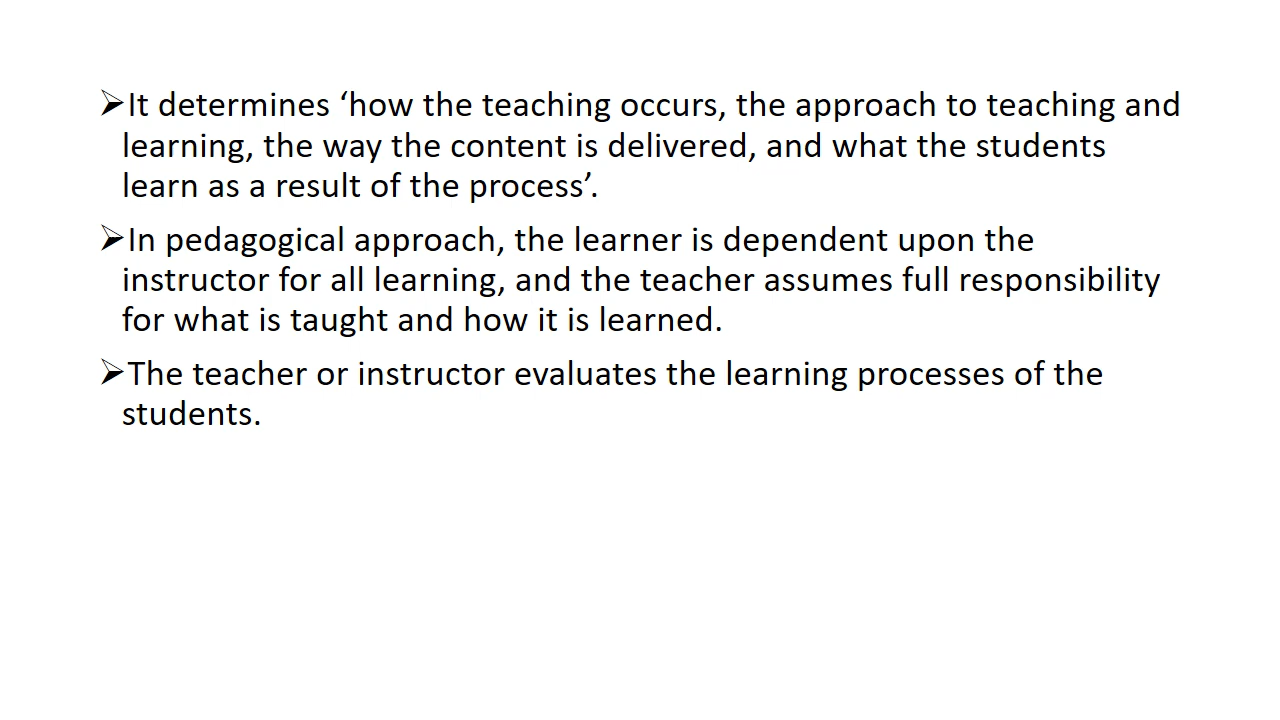 ➢It determines ‘how the teaching occurs, the approach to teaching and
learning, the way the content is delivered, and what the students
learn as a result of the process’.
➢In pedagogical approach, the learner is dependent upon the
instructor for all learning, and the teacher assumes full responsibility
for what is taught and how it is learned.
➢The teacher or instructor evaluates the learning processes of the
students.